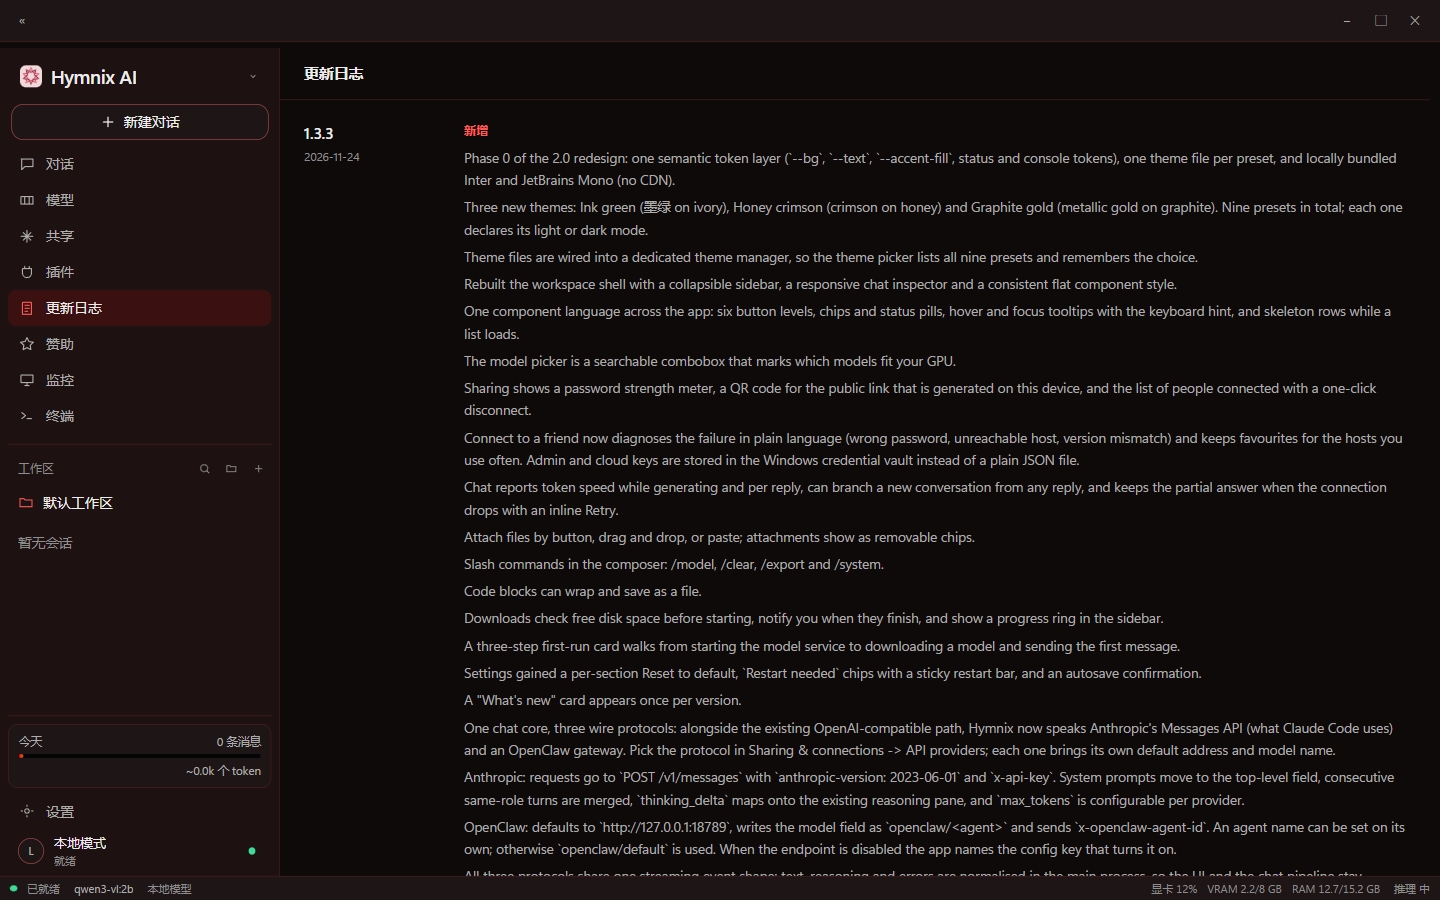 «
Hymnix AI
新建对话
对话
模型
共享
插件
更新日志
赞助
监控
终端
工作区
默认工作区
暂无会话
今天 0 条消息
~0.0k 个 token
设置
L 本地模式
就绪
更新日志
1.3.3
2026-11-24
新增
Phase 0 of the 2.0 redesign: one semantic token layer (`--bg`, `--text`, `--accent-fill`, status and console tokens), one theme file per preset, and locally bundled
Inter and JetBrains Mono (no CDN).
Three new themes: Ink green (墨绿 on ivory), Honey crimson (crimson on honey) and Graphite gold (metallic gold on graphite). Nine presets in total; each one
declares its light or dark mode.
Theme files are wired into a dedicated theme manager, so the theme picker lists all nine presets and remembers the choice.
Rebuilt the workspace shell with a collapsible sidebar, a responsive chat inspector and a consistent flat component style.
One component language across the app: six button levels, chips and status pills, hover and focus tooltips with the keyboard hint, and skeleton rows while a
list loads.
The model picker is a searchable combobox that marks which models fit your GPU.
Sharing shows a password strength meter, a QR code for the public link that is generated on this device, and the list of people connected with a one-click
disconnect.
Connect to a friend now diagnoses the failure in plain language (wrong password, unreachable host, version mismatch) and keeps favourites for the hosts you
use often. Admin and cloud keys are stored in the Windows credential vault instead of a plain JSON file.
Chat reports token speed while generating and per reply, can branch a new conversation from any reply, and keeps the partial answer when the connection
drops with an inline Retry.
Attach files by button, drag and drop, or paste; attachments show as removable chips.
Slash commands in the composer: /model, /clear, /export and /system.
Code blocks can wrap and save as a file.
Downloads check free disk space before starting, notify you when they finish, and show a progress ring in the sidebar.
A three-step first-run card walks from starting the model service to downloading a model and sending the first message.
Settings gained a per-section Reset to default, `Restart needed` chips with a sticky restart bar, and an autosave confirmation.
A "What's new" card appears once per version.
One chat core, three wire protocols: alongside the existing OpenAI-compatible path, Hymnix now speaks Anthropic's Messages API (what Claude Code uses)
and an OpenClaw gateway. Pick the protocol in Sharing & connections -> API providers; each one brings its own default address and model name.
Anthropic: requests go to `POST /v1/messages` with `anthropic-version: 2023-06-01` and `x-api-key`. System prompts move to the top-level field, consecutive
same-role turns are merged, `thinking_delta` maps onto the existing reasoning pane, and `max_tokens` is configurable per provider.
OpenClaw: defaults to `http://127.0.0.1:18789`, writes the model field as `openclaw/<agent>` and sends `x-openclaw-agent-id`. An agent name can be set on its
own; otherwise `openclaw/default` is used. When the endpoint is disabled the app names the config key that turns it on.
All three protocols share one streaming event shape: text, reasoning and errors are normalised in the main process, so the UI and the chat pipeline stay
已就绪 qwen3-vl:2b 本地模型
显卡 12% VRAM 2.2/8 GB RAM 12.7/15.2 GB 推理 中